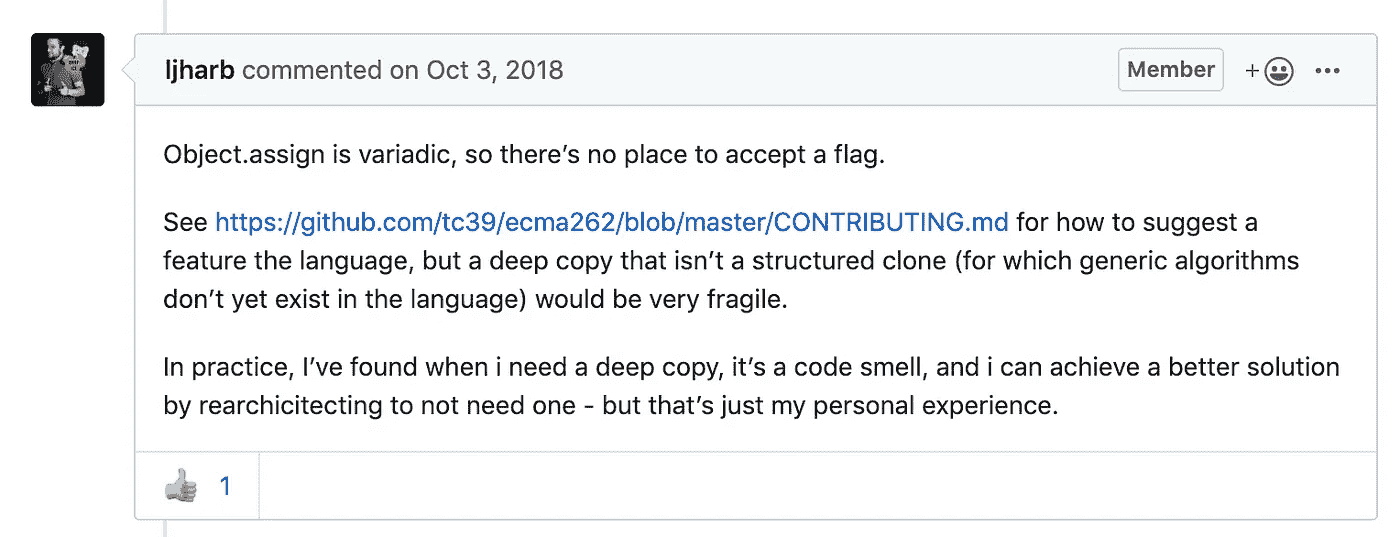 ljharb commented on Oct 3, 2018 Member +
Object.assign is variadic, so there’s no place to accept a flag.
See https://github.com/tc39/ecma262/blob/master/CONTRIBUTING.md for how to suggest a
feature the language, but a deep copy that isn’t a structured clone (for which generic algorithms
don’t yet exist in the language) would be very fragile.
In practice, I’ve found when i need a deep copy, it’s a code smell, and i can achieve a better solution
by rearchicitecting to not need one - but that’s just my personal experience.
1